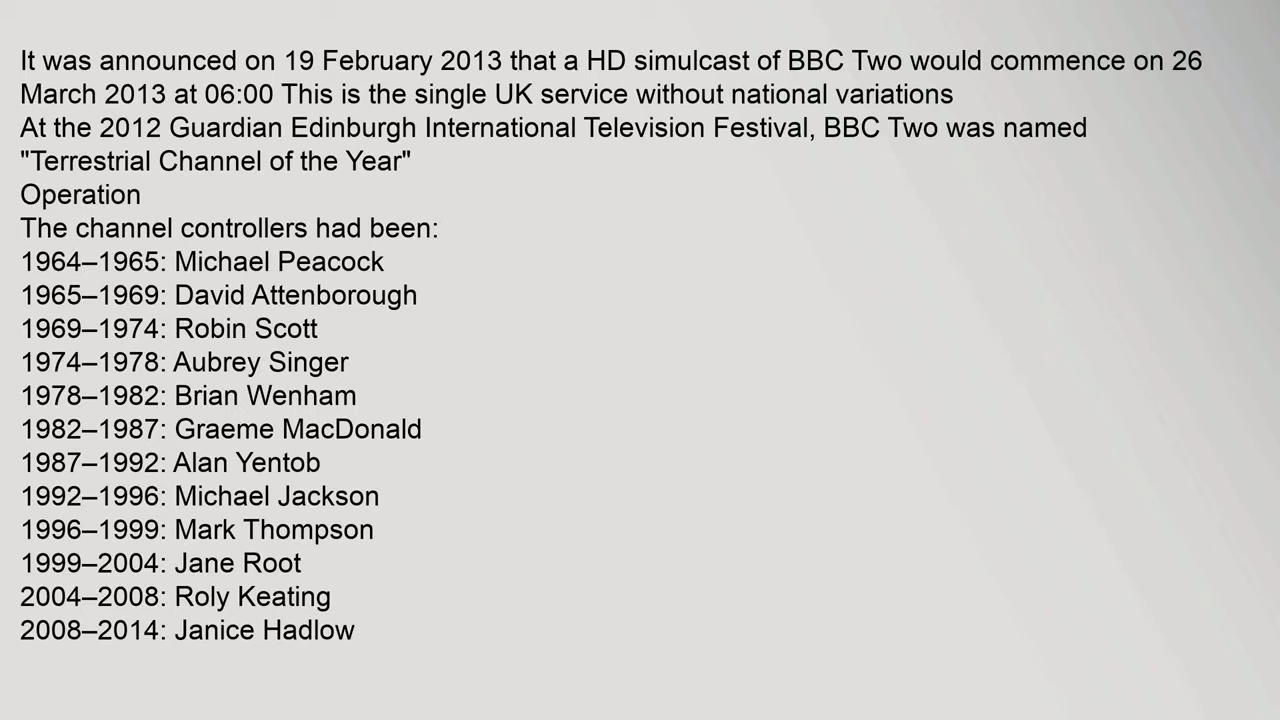 It was announced on 19 February 2013 that a HD simulcast of BBC Two would commence on 26
March 2013 at 06:00 This is the single UK service without national variations
At the 2012 Guardian Edinburgh International Television Festival, BBC Two was named
"Terrestrial Channel of the Year"
Operation
The channel controllers had been:
1964–1965: Michael Peacock
1965–1969: David Attenborough
1969–1974: Robin Scott
1974–1978: Aubrey Singer
1978–1982: Brian Wenham
1982–1987: Graeme MacDonald
1987–1992: Alan Yentob
1992–1996: Michael Jackson
1996–1999: Mark Thompson
1999–2004: Jane Root
2004–2008: Roly Keating
2008–2014: Janice Hadlow